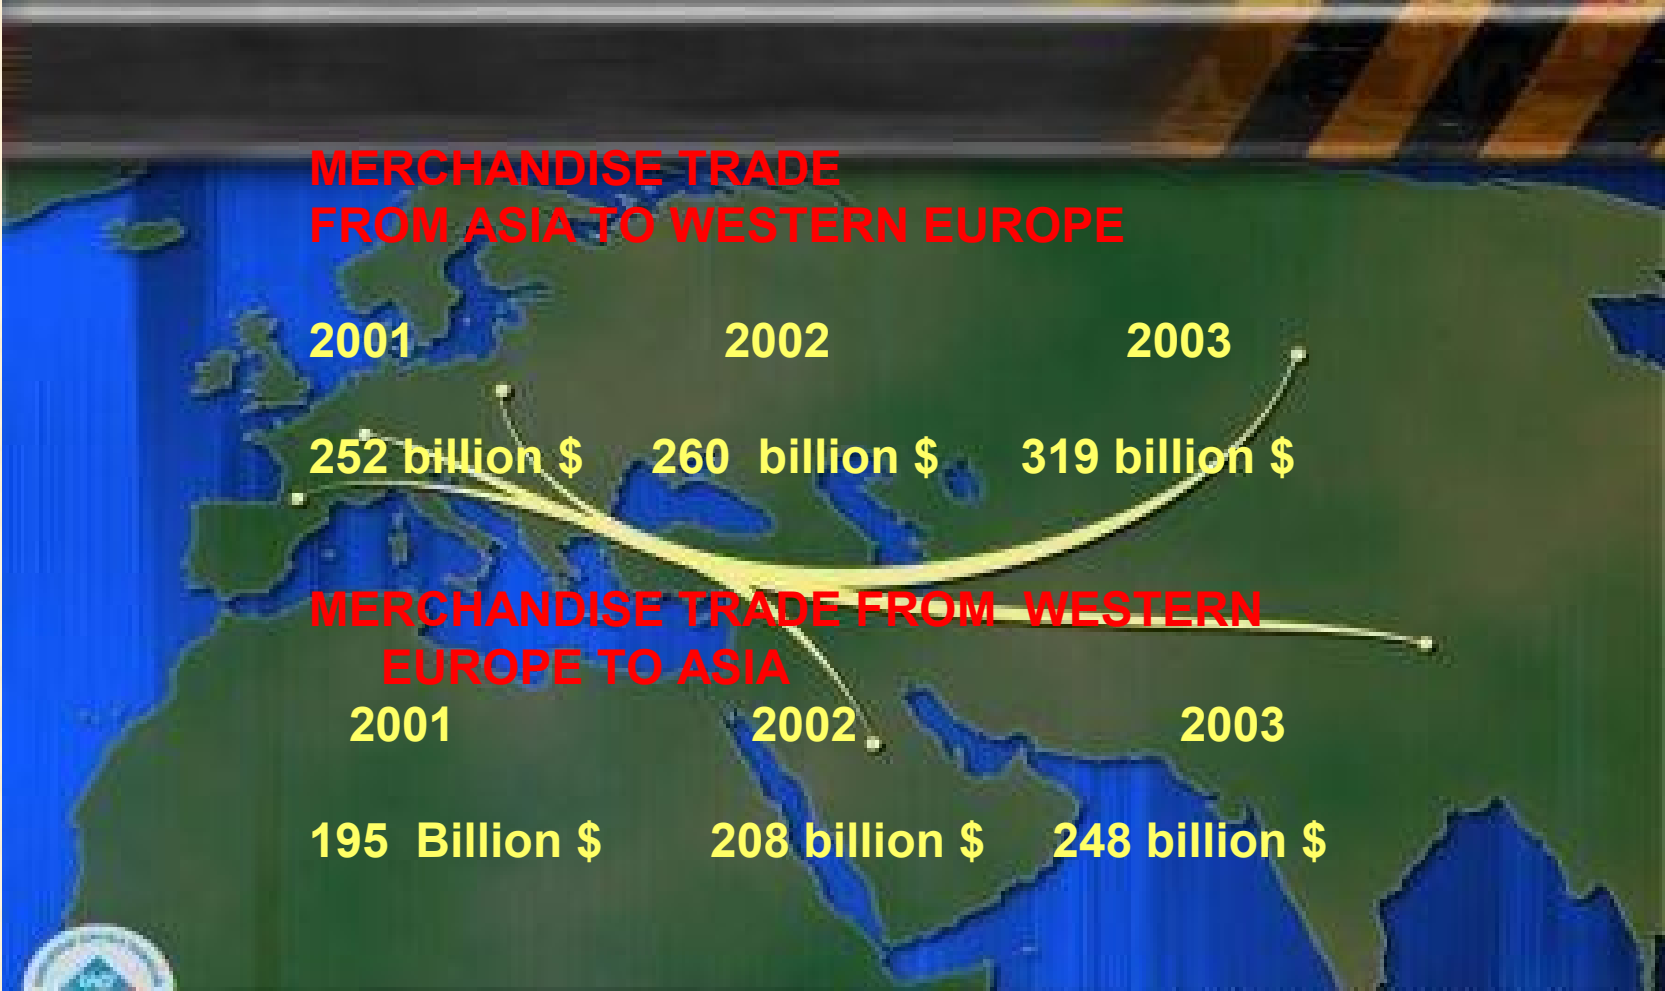 MERCHANDISE TRADE
FROM ASIA TO WESTERN EUROPE
2001 2002 2003
252 billion $ 260 billion $ 319 billion $
MERCHANDISE TRADE FROM WESTERN
EUROPE TO ASIA
2001 2002 2003
195 Billion $ 208 billion $ 248 billion $